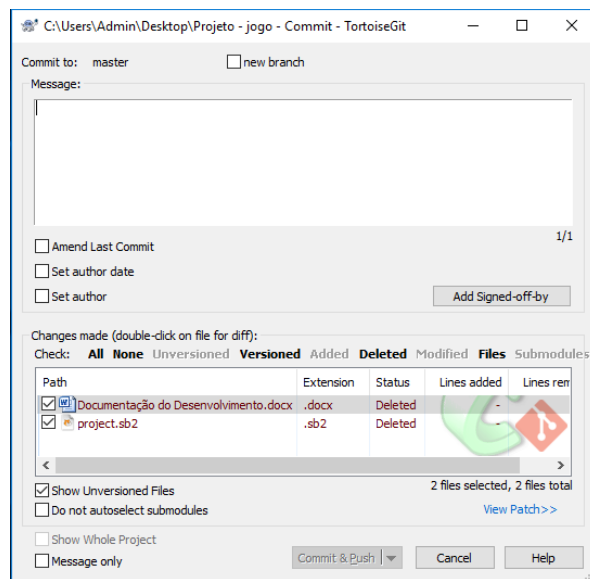 C:\Users\Admin\Desktop\Projeto - jogo - Commit - TortoiseGit
Commit to: master new branch
Message:
1/1
Amend Last Commit
Set author date
Set author
Add Signed-off-by
Changes made (double-click on file for diff):
Check: All None Unversioned Versioned Added Deleted Modified Files Submodules
Path Extension Status Lines added Lines rem
Documentação do Desenvolvimento.docx .docx Deleted -
project.sb2 .sb2 Deleted -
Show Unversioned Files
2 files selected, 2 files total
Do not autoselect submodules
View Patch>>
Show Whole Project
Message only
Commit & Push
Cancel
Help